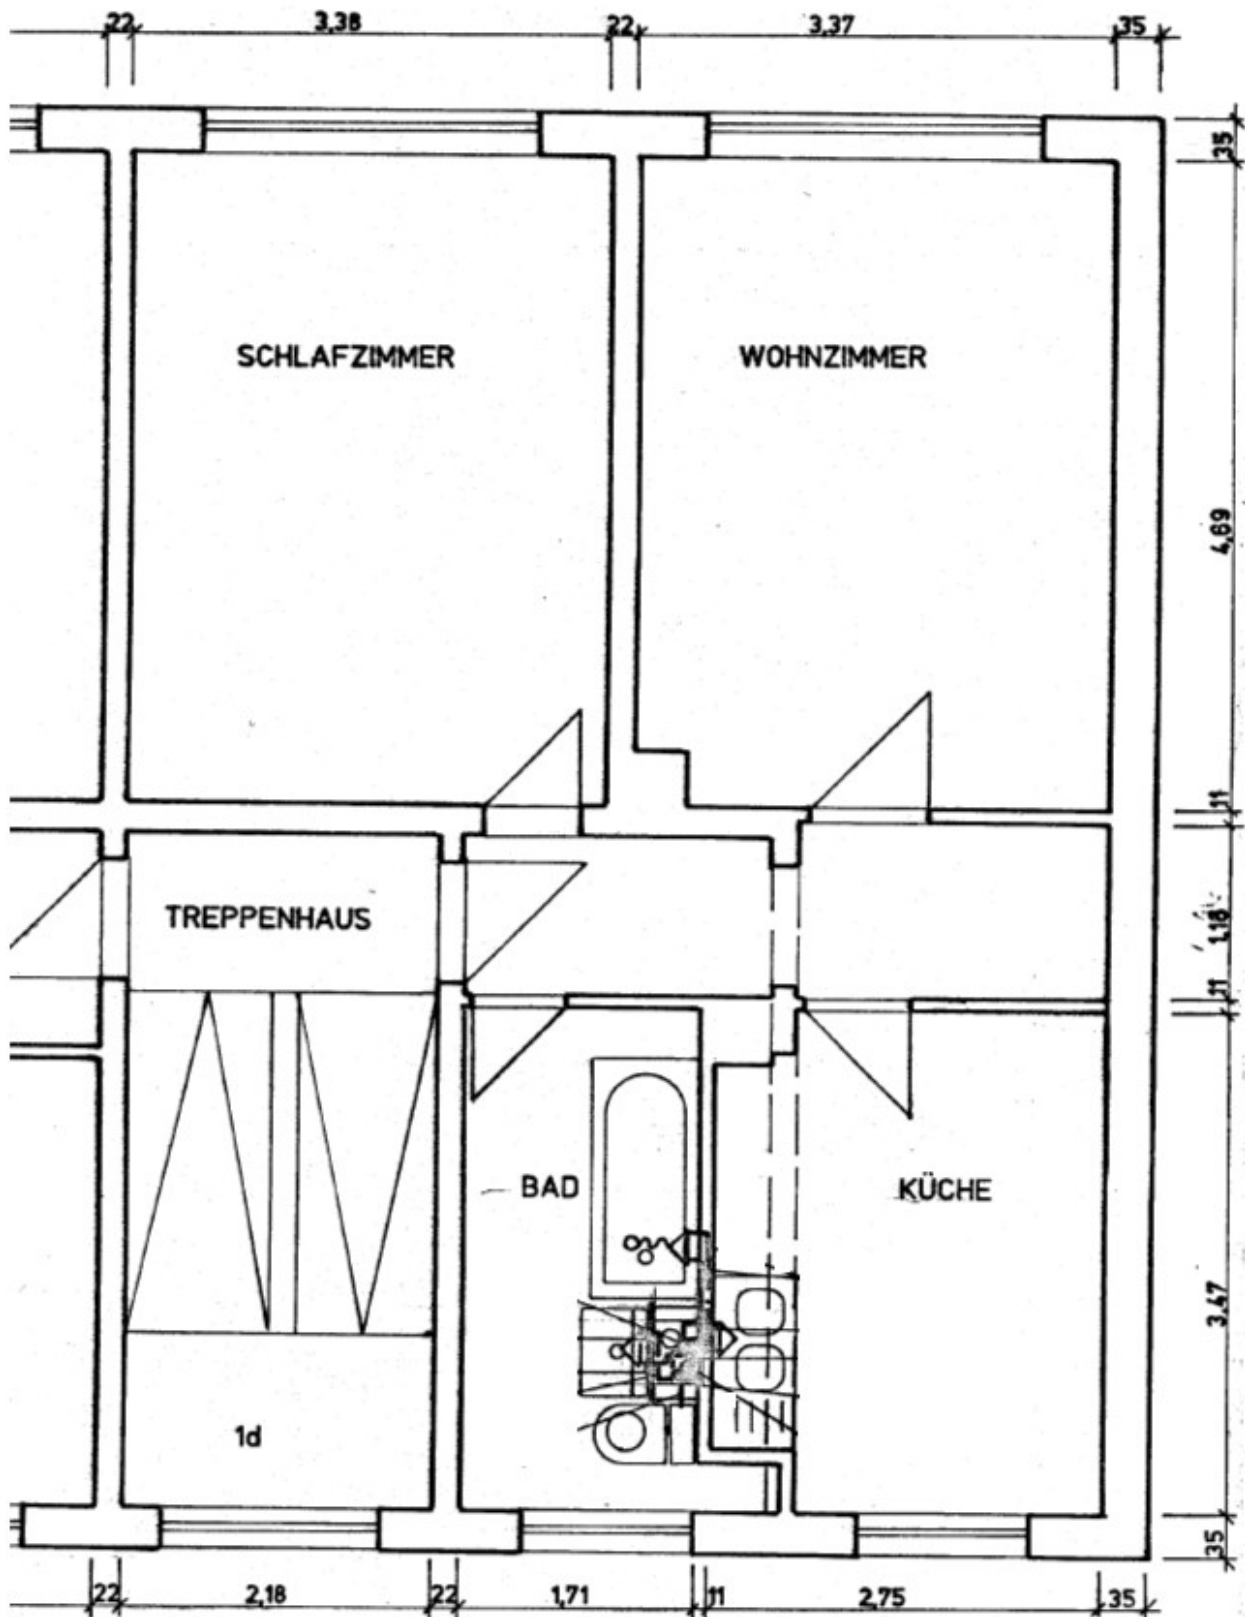 22 3,38 22 3,37 35
35
SCHLAFZIMMER WOHNZIMMER
4,69
11
TREPPENHAUS
1,18
11
BAD KÜCHE
3,47
1d
35
22 2,18 22 1,71 11 2,75 35